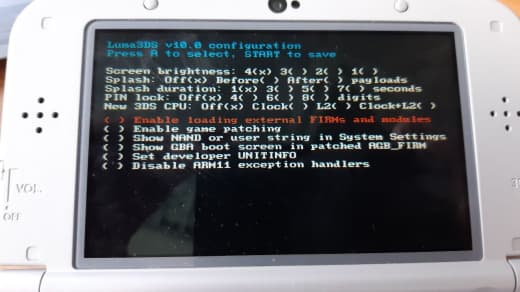 Luma3DS v10.0 configuration
Press A to select, START to save
Screen brightness: 4(x) 3( ) 2( ) 1( )
Splash: Off(x) Before( ) After( ) payloads
Splash duration: 1(x) 3( ) 5( ) 7( ) seconds
PIN lock: Off(x) 4( ) 6( ) 8( ) digits
New 3DS CPU: Off(x) Clock( ) L2( ) Clock+L2( )
( ) Enable loading external FIRMs and modules
( ) Enable game patching
( ) Show NAND or user string in System Settings
( ) Show GBA boot screen in patched AGB_FIRM
( ) Set developer UNITINFO
( ) Disable ARM11 exception handlers
VOL.
OFF